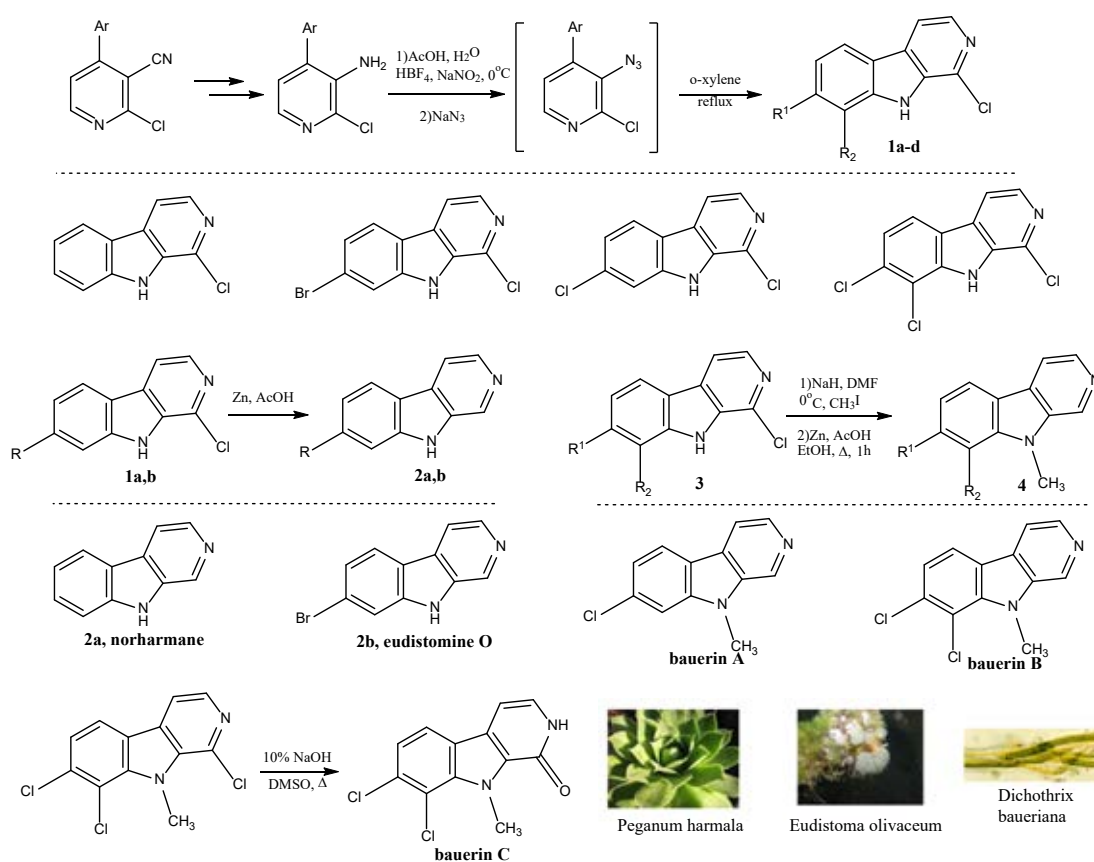 Ar
CN
N
Cl
Ar
NH₂
N
Cl
1)AcOH, H₂O
HBF₄, NaNO₂, 0°C
2)NaN₃
Ar
N₃
N
Cl
o-xylene
reflux
N
R¹
N
H
Cl
R₂
1a-d
N
N
H
Cl
N
Br
N
H
Cl
N
Cl
N
H
Cl
N
Cl
N
H
Cl
Cl
N
R
N
H
Cl
1a,b
Zn, AcOH
N
R
N
H
2a,b
N
R¹
N
H
Cl
R₂
3
1)NaH, DMF
0°C, CH₃I
2)Zn, AcOH
EtOH, Δ, 1h
N
R¹
N
R₂
CH₃
4
N
N
H
2a, norharmane
N
Br
N
H
2b, eudistomine O
N
Cl
N
CH₃
bauerin A
N
Cl
N
Cl
CH₃
bauerin B
N
Cl
N
Cl
Cl
CH₃
10% NaOH
DMSO, Δ
NH
Cl
N
O
Cl
CH₃
bauerin C
Peganum harmala
Eudistoma olivaceum
Dichothrix
baueriana